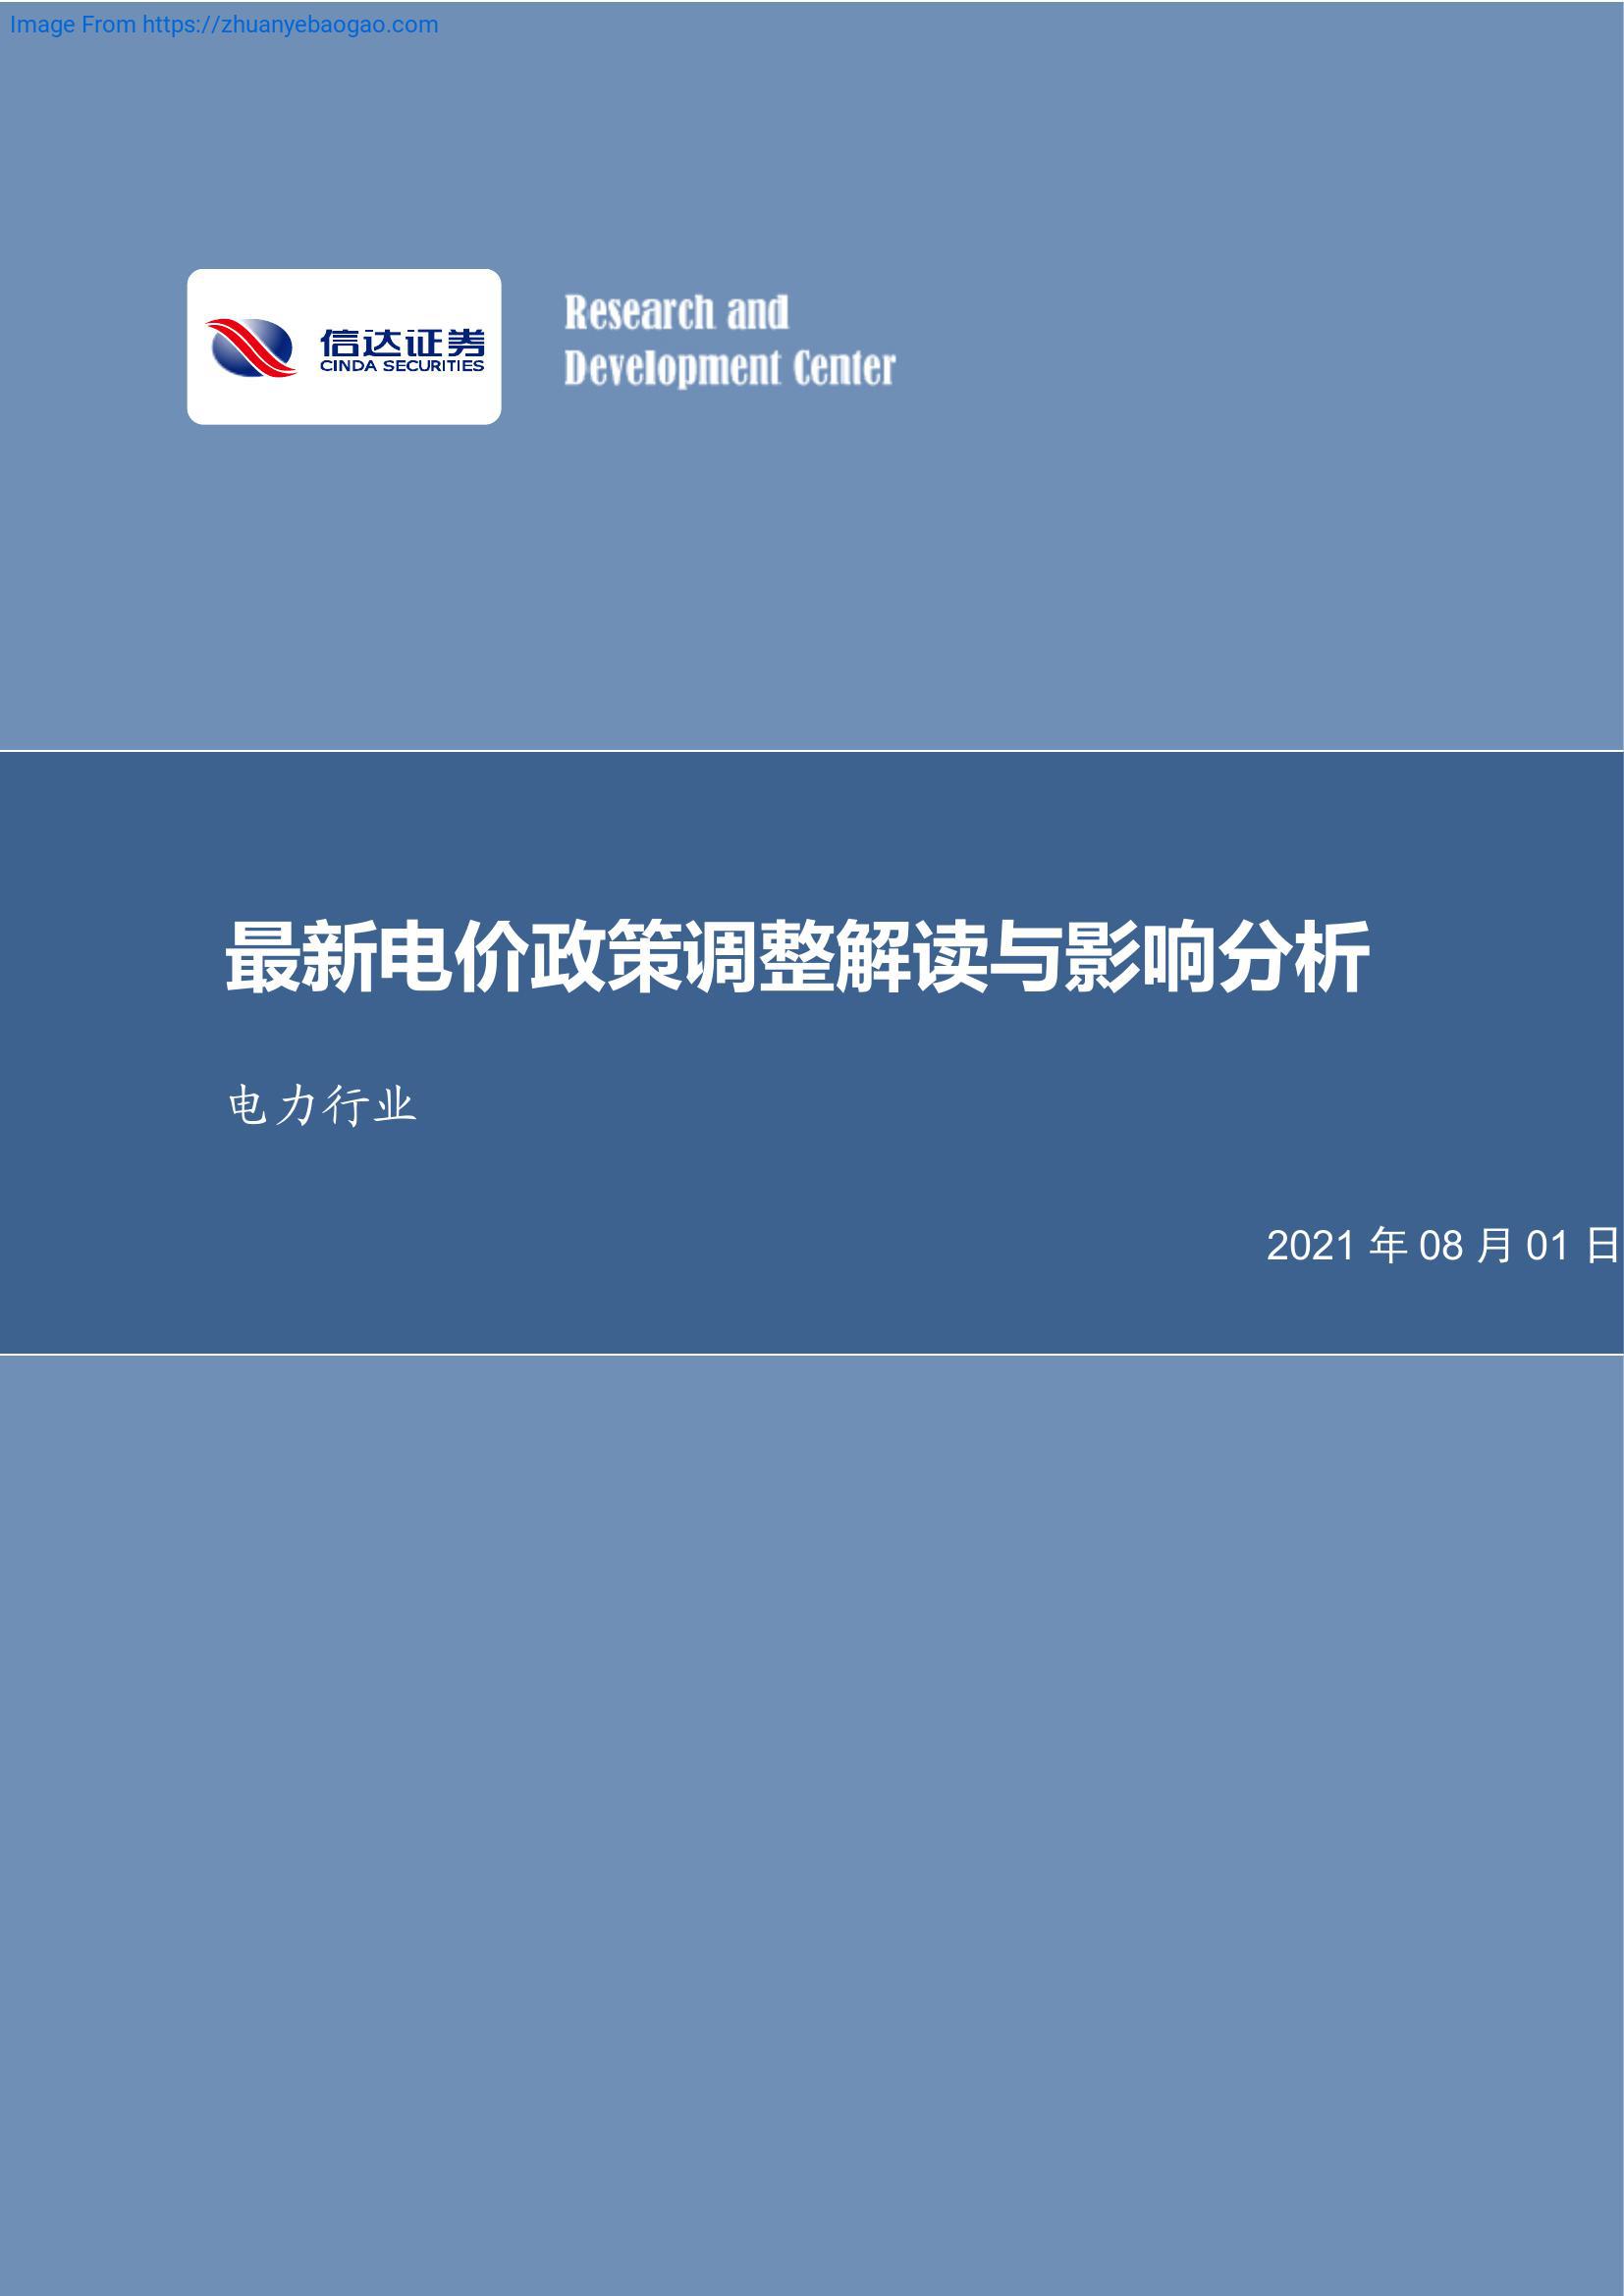 Image From https://zhuanyebaogao.com
信达证券
CINDA SECURITIES
Research and
Development Center
最新电价政策调整解读与影响分析
电力行业
2021 年 08 月 01 日